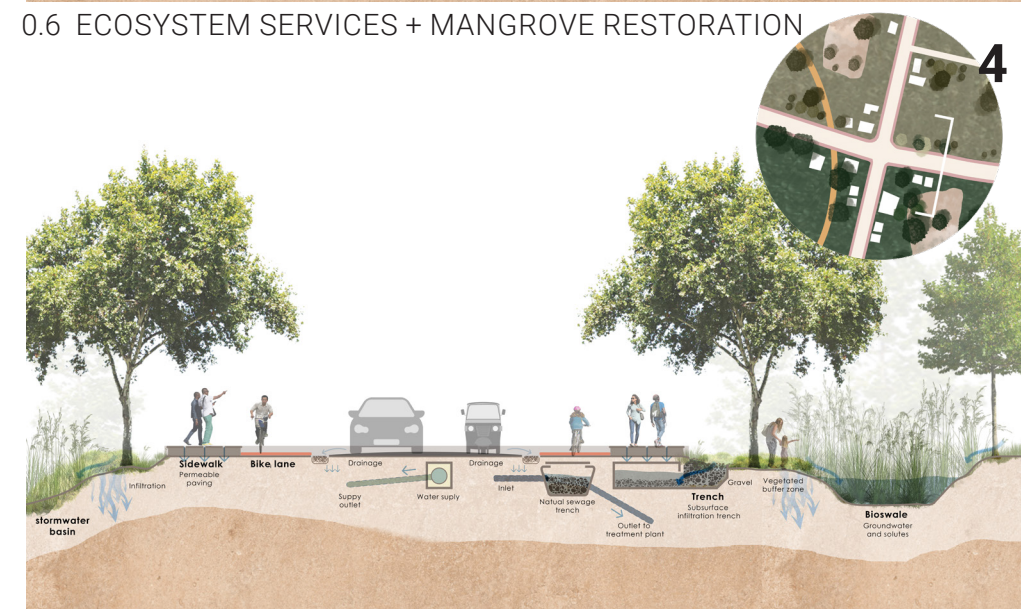 0.6 ECOSYSTEM SERVICES + MANGROVE RESTORATION
4
Sidewalk
Permeable
paving
Bike lane
Drainage
Drainage
Infiltration
Suppy
outlet
Water suply
Inlet
Natual sewage
trench
Outlet to
treatment plant
Trench
Subsurface
infiltration trench
Gravel
Vegetated
buffer zone
Bioswale
Groundwater
and solutes
stormwater
basin